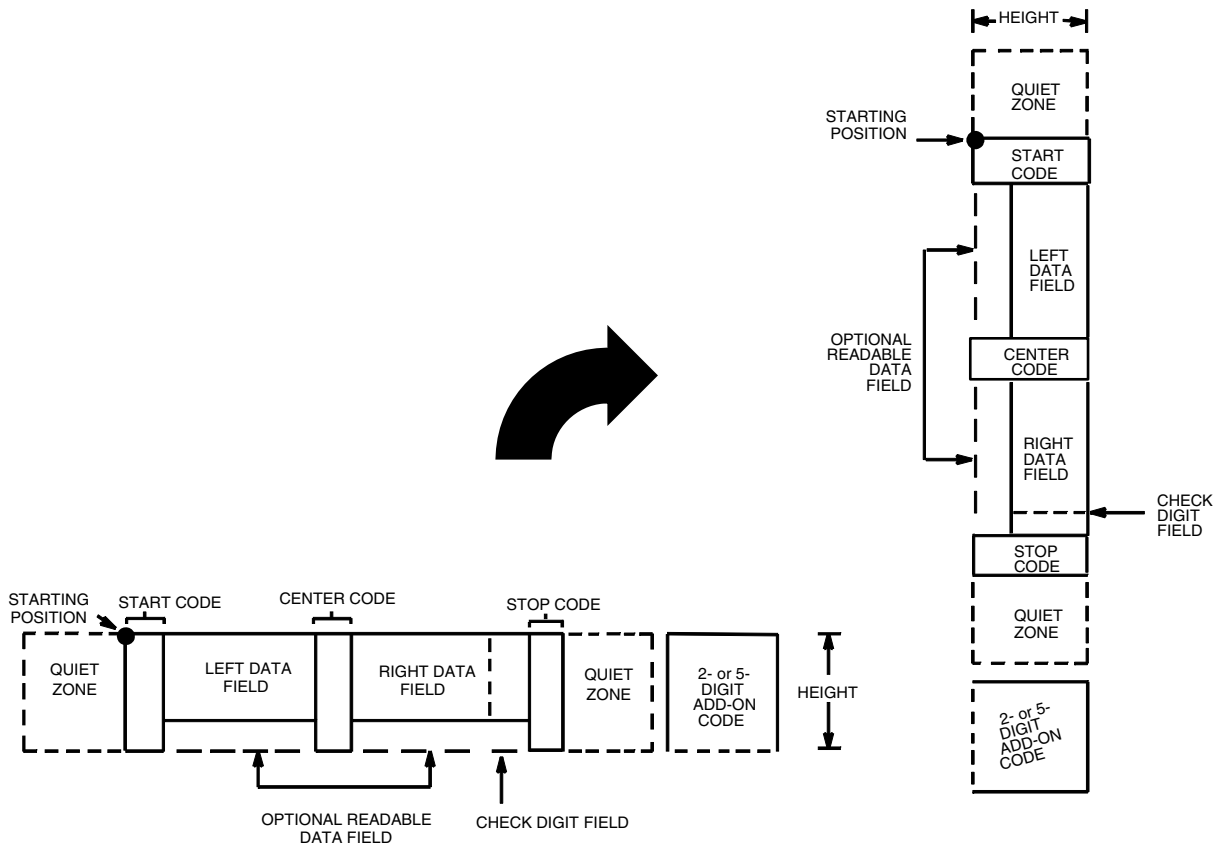 HEIGHT
QUIET
ZONE
STARTING
POSITION
START
CODE
LEFT
DATA
FIELD
OPTIONAL
READABLE
DATA
FIELD
CENTER
CODE
RIGHT
DATA
FIELD
CHECK
DIGIT
FIELD
STOP
CODE
QUIET
ZONE
2- or 5-
DIGIT
ADD-ON
CODE
STARTING
POSITION
START CODE
CENTER CODE
STOP CODE
QUIET
ZONE
LEFT DATA
FIELD
RIGHT DATA
FIELD
QUIET
ZONE
2- or 5-
DIGIT
ADD-ON
CODE
HEIGHT
OPTIONAL READABLE
DATA FIELD
CHECK DIGIT FIELD